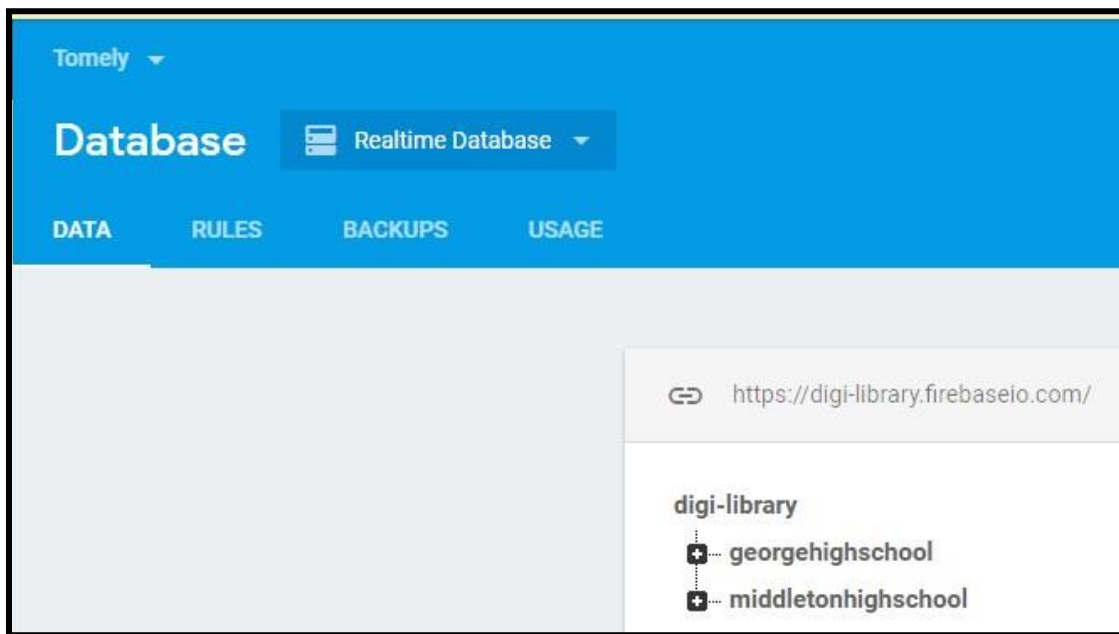 Tomely
Database Realtime Database
DATA RULES BACKUPS USAGE
https://digi-library.firebaseio.com/
digi-library
georgehighschool
middletonhighschool